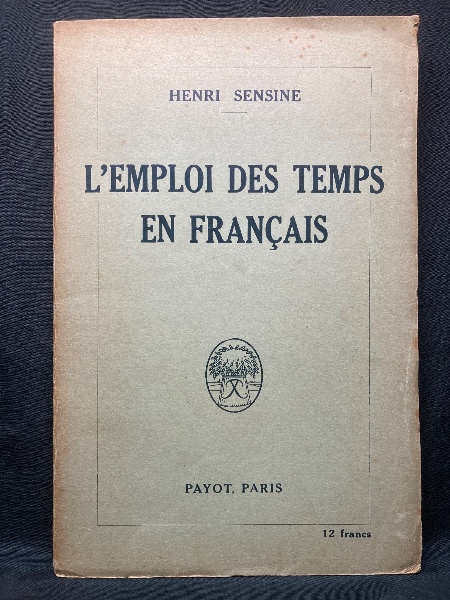 HENRI SENSINE
L'EMPLOI DES TEMPS
EN FRANÇAIS
PAYOT, PARIS
12 francs